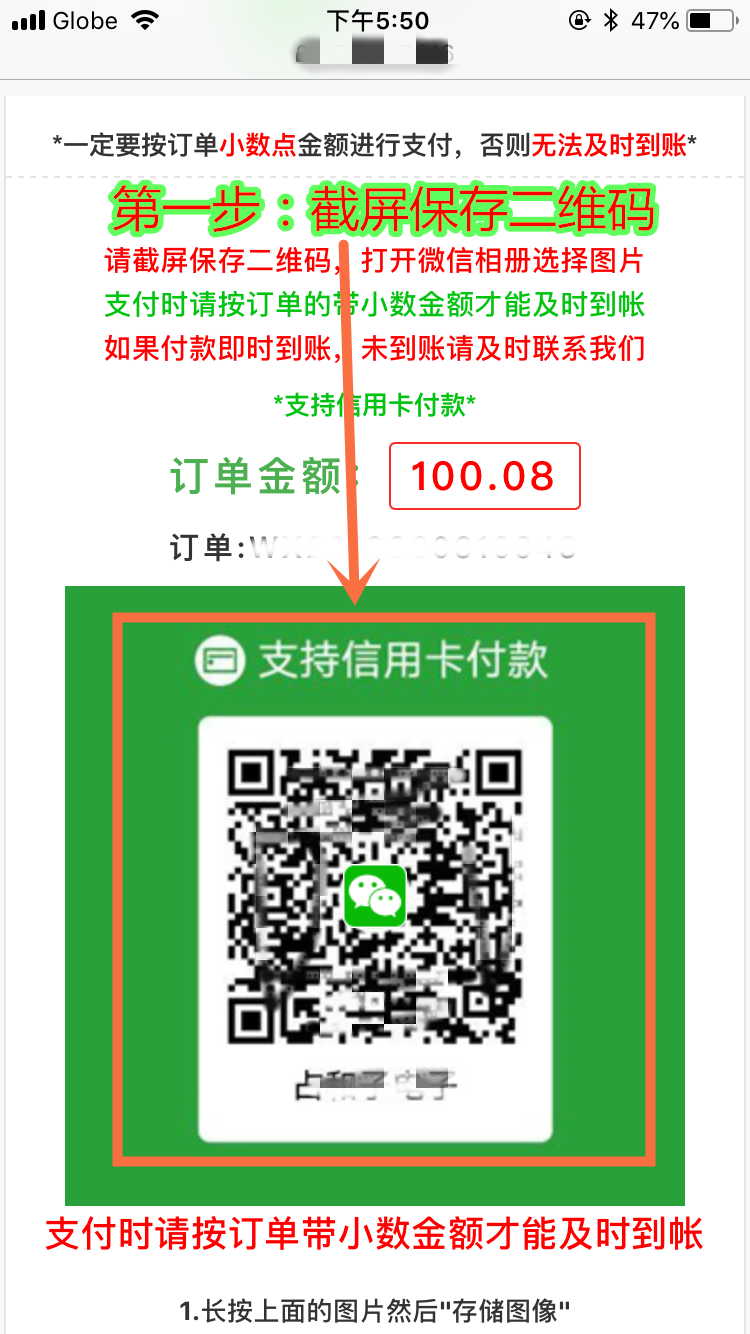 Globe 下午5:50 47%
*一定要按订单小数点金额进行支付，否则无法及时到账*
第一步：截屏保存二维码
请截屏保存二维码，打开微信相册选择图片
支付时请按订单的带小数金额才能及时到帐
如果付款即时到账，未到账请及时联系我们
*支持信用卡付款*
订单金额：100.08
订单:
支持信用卡付款
支付时请按订单带小数金额才能及时到帐
1.长按上面的图片然后"存储图像"